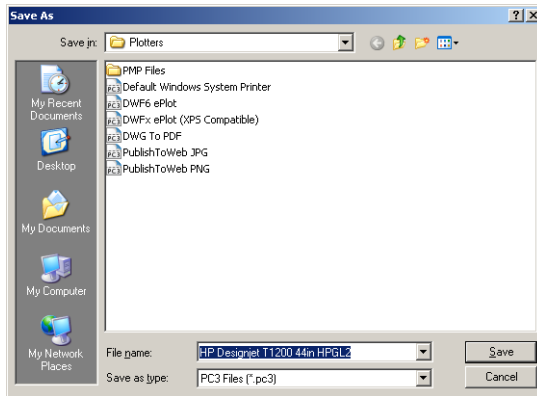 Save As
Save in: Plotters
My Recent Documents
Desktop
My Documents
My Computer
My Network Places
PMP Files
Default Windows System Printer
DWF6 ePlot
DWFx ePlot (XPS Compatible)
DWG To PDF
PublishToWeb JPG
PublishToWeb PNG
File name: HP Designjet T1200 44in HPGL2
Save
Save as type: PC3 Files (*.pc3)
Cancel